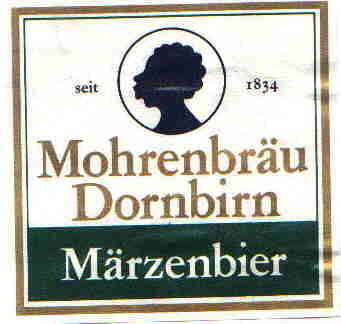 seit 1834
Mohrenbräu
Dornbirn
Märzenbier